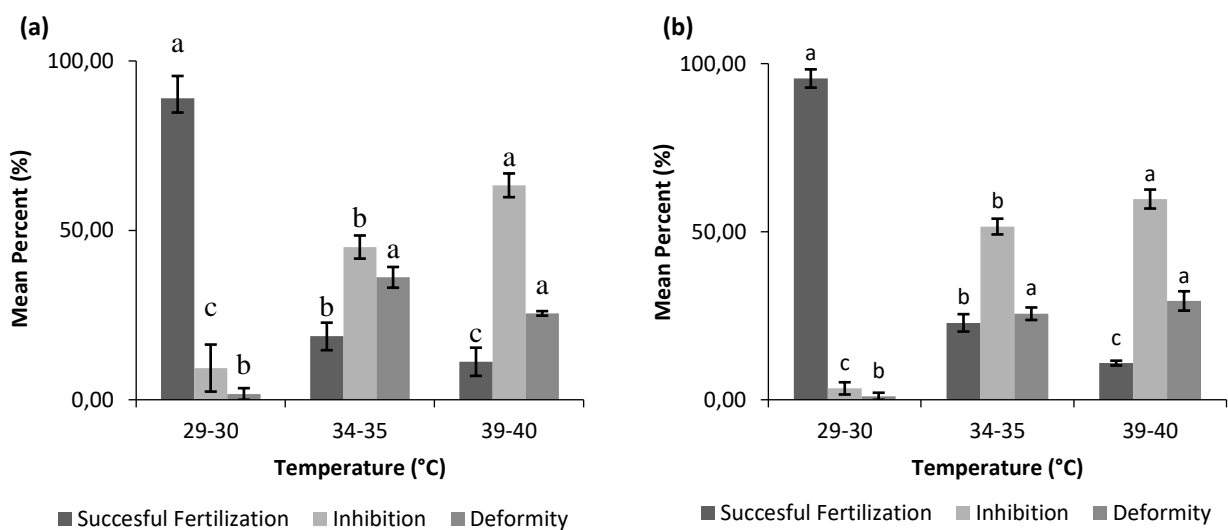 (a)
100,00
50,00
0,00
Mean Percent (%)
a
c
b
b
b
a
c
a
a
29-30
34-35
39-40
Temperature (°C)
Succesful Fertilization
Inhibition
Deformity
(b)
100,00
50,00
0,00
Mean Percent (%)
a
c
b
b
b
a
c
a
a
29-30
34-35
39-40
Temperature (°C)
Succesful Fertilization
Inhibition
Deformity